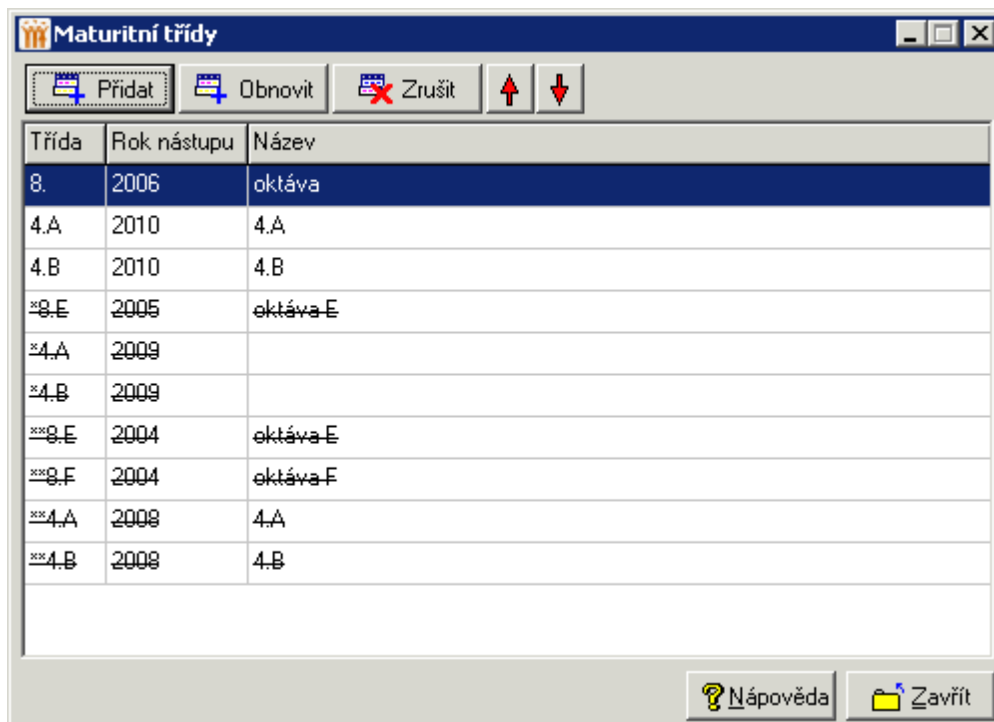 Maturitní třídy
Přidat Obnovit Zrušit
Třída Rok nástupu Název
8. 2006 oktáva
4.A 2010 4.A
4.B 2010 4.B
*8.E 2005 oktáva E
*4.A 2009
*4.B 2009
**8.E 2004 oktáva E
**8.F 2004 oktáva F
**4.A 2008 4.A
**4.B 2008 4.B
Nápověda Zavřít